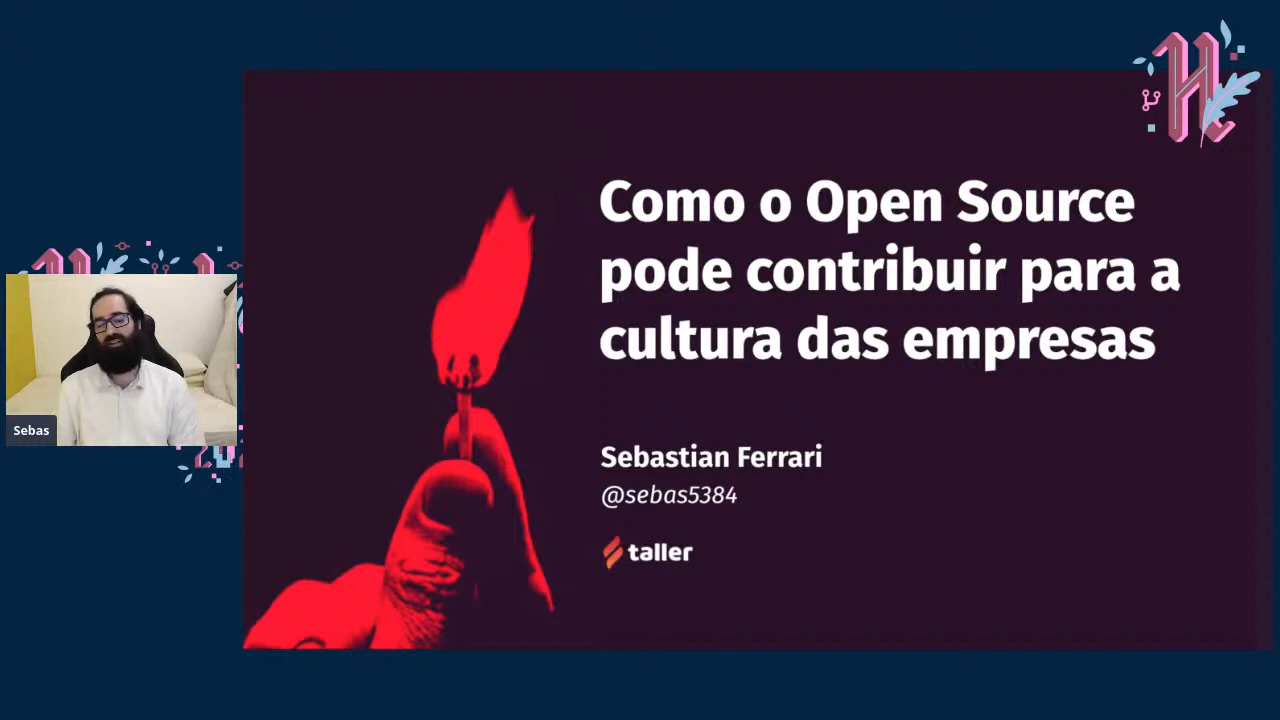 Como o Open Source
pode contribuir para a
cultura das empresas
Sebastian Ferrari
@sebas5384
taller
Sebas